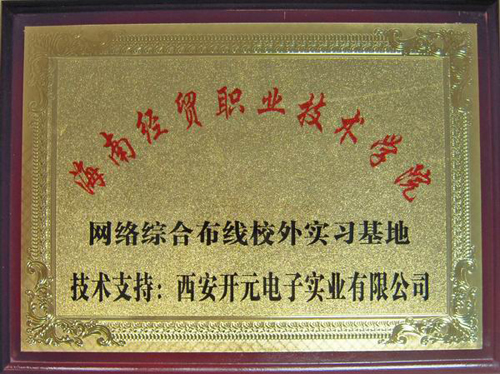 海南经贸职业技术学院
网络综合布线校外实习基地
技术支持：西安开元电子实业有限公司